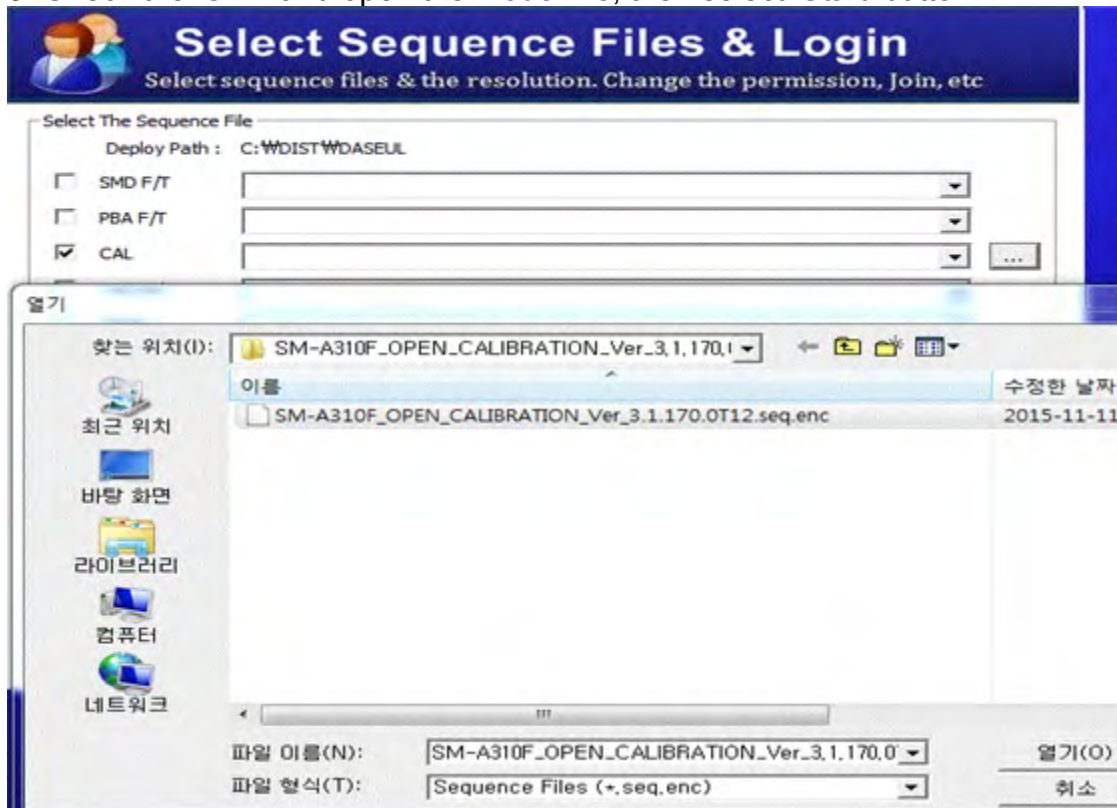 Select Sequence Files & Login
Select sequence files & the resolution. Change the permission, Join, etc
Select The Sequence File
Deploy Path : C:₩DIST₩DASEUL
SMD F/T
PBA F/T
CAL
...
열기
찾는 위치(I): SM-A310F_OPEN_CALIBRATION_Ver_3,1,170,
이름 수정한 날짜
SM-A310F_OPEN_CALIBRATION_Ver_3.1.170.0T12.seq.enc 2015-11-11
최근 위치
바탕 화면
라이브러리
컴퓨터
네트워크
파일 이름(N): SM-A310F_OPEN_CALIBRATION_Ver_3,1,170,0 열기(O)
파일 형식(T): Sequence Files (*,seq,enc) 취소